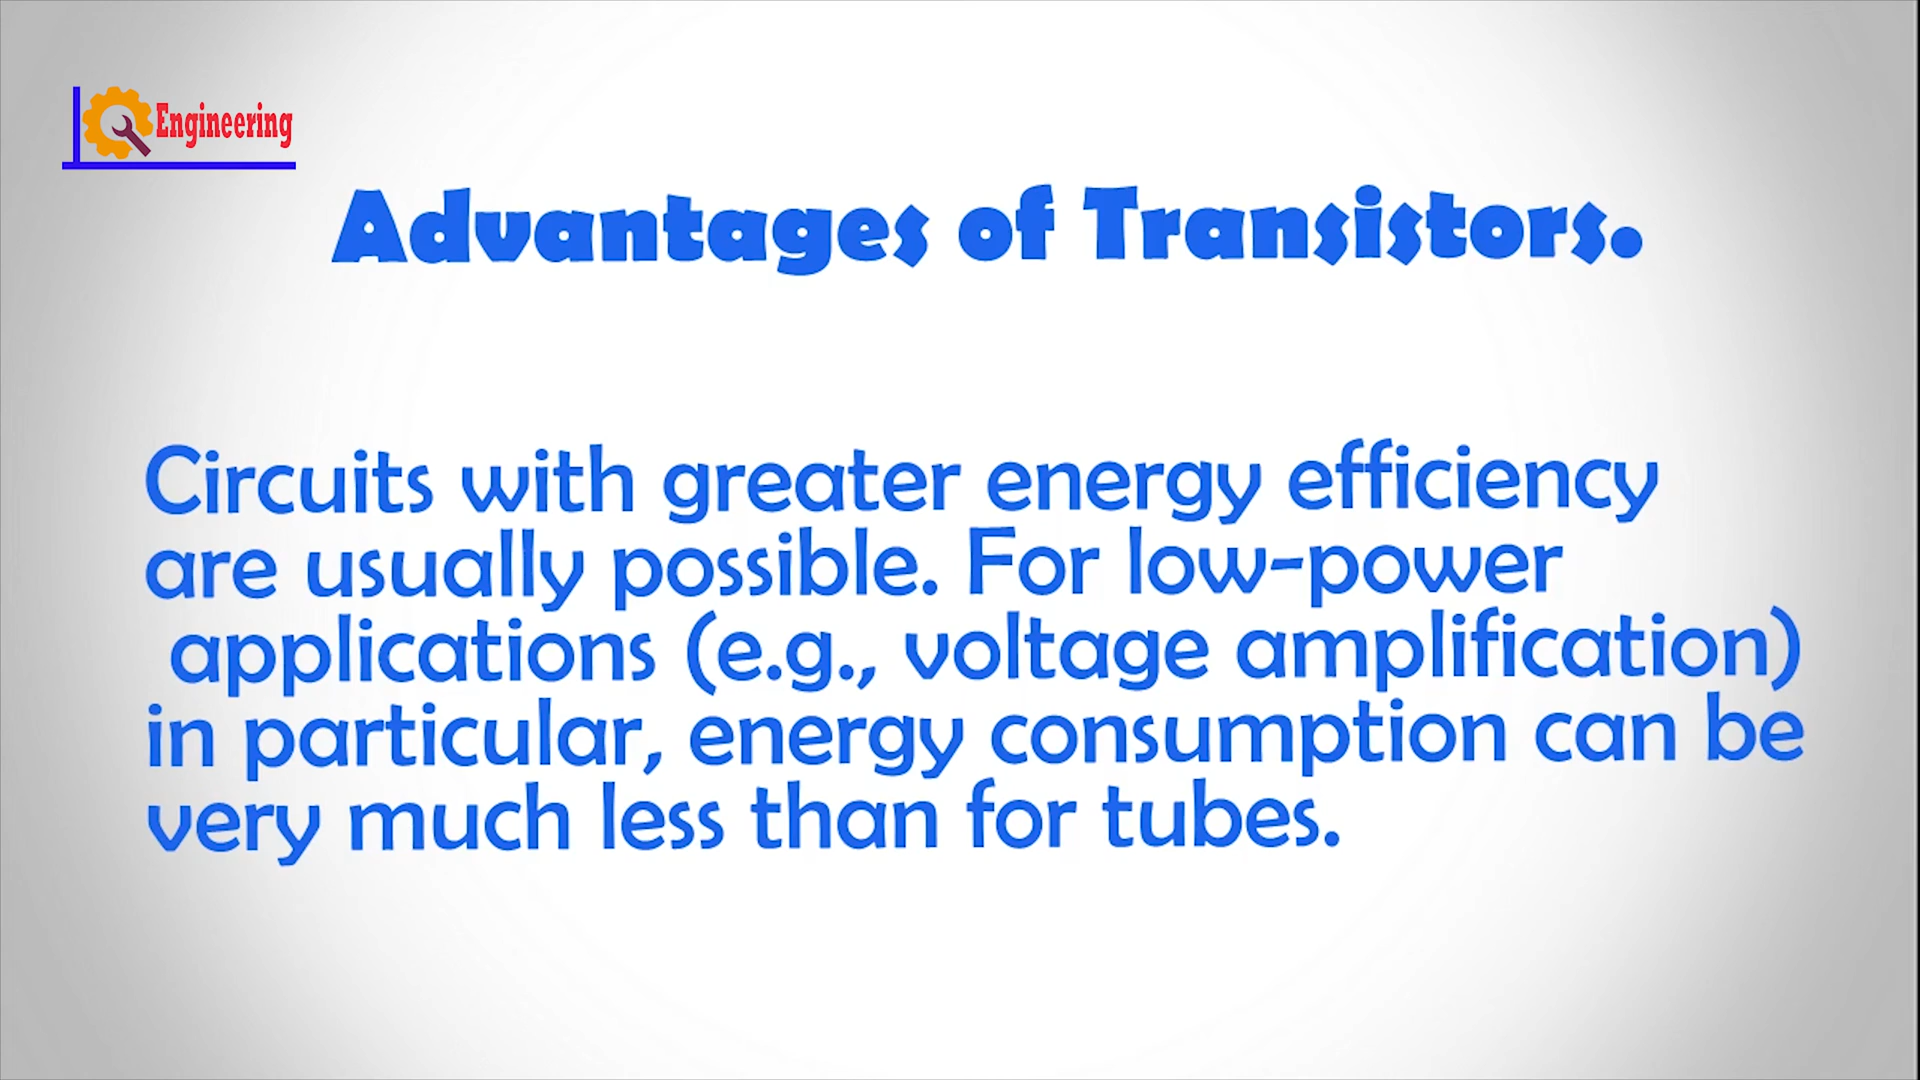 Engineering
Advantages of Transistors.
Circuits with greater energy efficiency
are usually possible. For low-power
applications (e.g., voltage amplification)
in particular, energy consumption can be
very much less than for tubes.